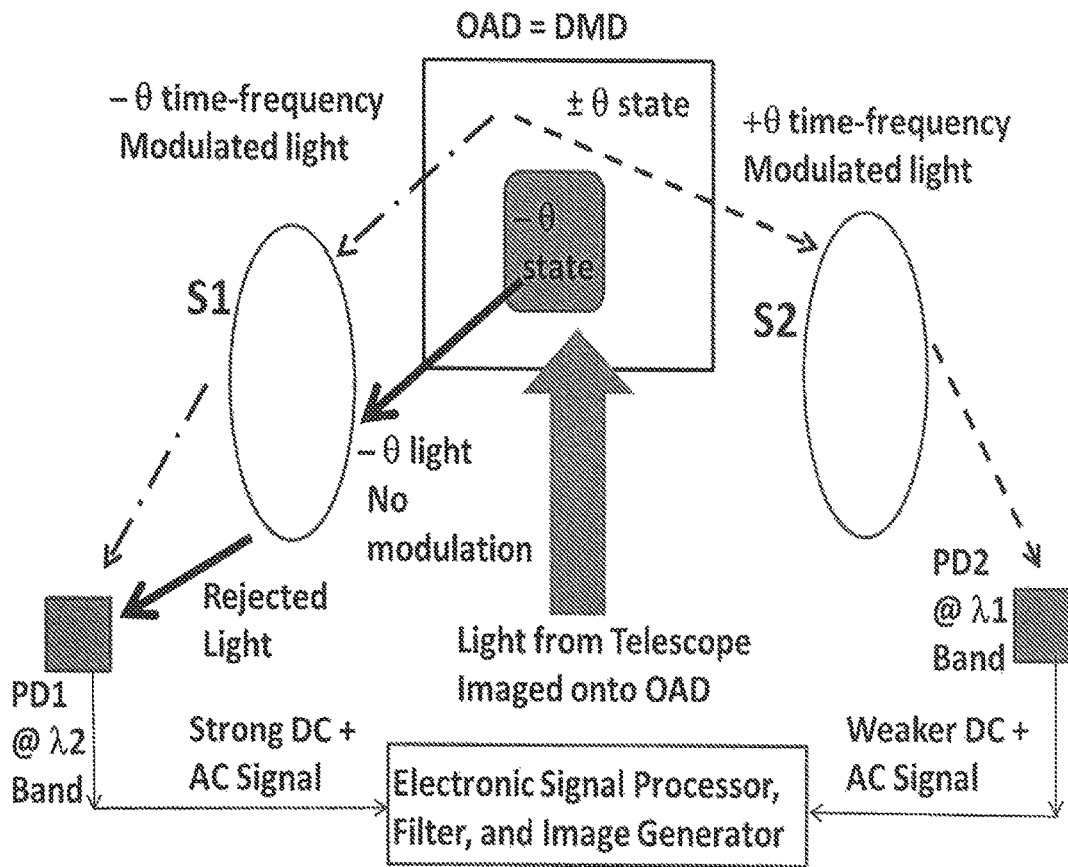 OAD = DMD
– θ time-frequency
Modulated light
± θ state
+θ time-frequency
Modulated light
– θ
state
S1
S2
– θ light
No
modulation
Rejected
Light
Light from Telescope
Imaged onto OAD
PD2
@ λ1
Band
PD1
@ λ2
Band
Strong DC +
AC Signal
Weaker DC +
AC Signal
Electronic Signal Processor,
Filter, and Image Generator